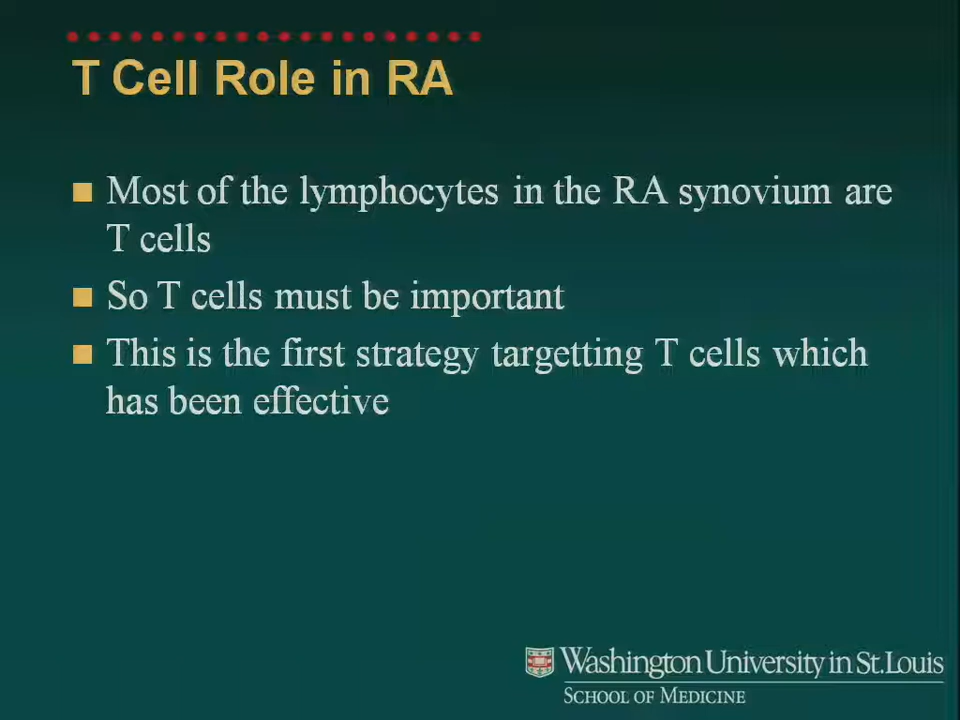 T Cell Role in RA
Most of the lymphocytes in the RA synovium are
T cells
So T cells must be important
This is the first strategy targetting T cells which
has been effective
Washington University in St. Louis
SCHOOL OF MEDICINE